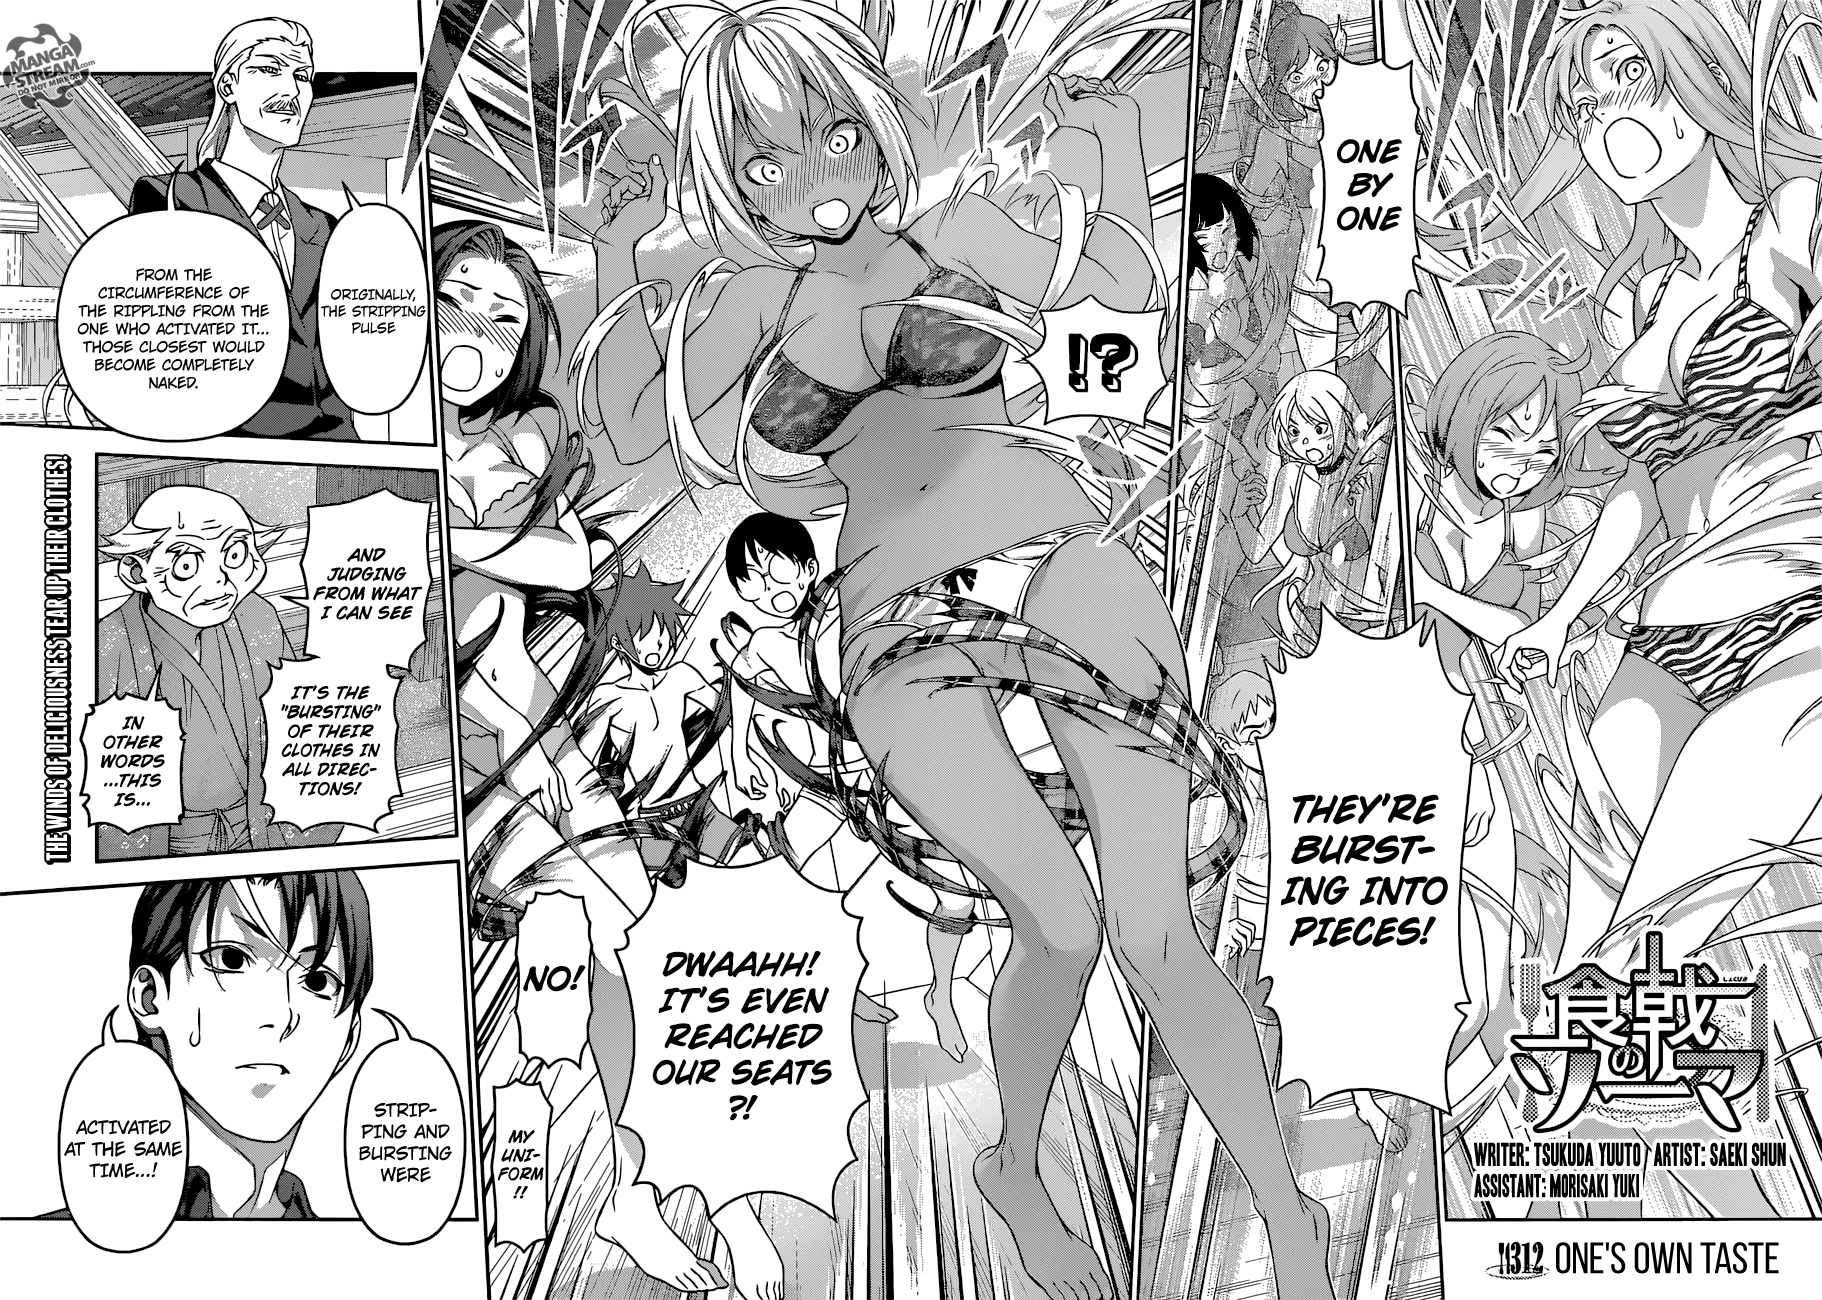 ONE
BY
ONE
THEY'RE
BURST-
ING INTO
PIECES!
食戟の
ソーマ
WRITER: TSUKUDA YUUTO ARTIST: SAEKI SHUN
ASSISTANT: MORISAKI YUKI
#312 ONE'S OWN TASTE
!?
DWAAHH!
IT'S EVEN
REACHED
OUR SEATS
?!
NO!
MY
UNI-
FORM
!!
MANGA
STREAM.com
DO NOT MIRROR
ORIGINALLY,
THE STRIPPING
PULSE
FROM THE
CIRCUMFERENCE OF
THE RIPPLING FROM THE
ONE WHO ACTIVATED IT...
THOSE CLOSEST WOULD
BECOME COMPLETELY
NAKED.
THE WINDS OF DELICIOUSNESS TEAR UP THEIR CLOTHES!
AND
JUDGING
FROM WHAT
I CAN SEE
IT'S THE
"BURSTING"
OF THEIR
CLOTHES IN
ALL DIREC-
TIONS!
IN
OTHER
WORDS
...THIS
IS...
STRIP-
PING AND
BURSTING
WERE
ACTIVATED
AT THE SAME
TIME...!